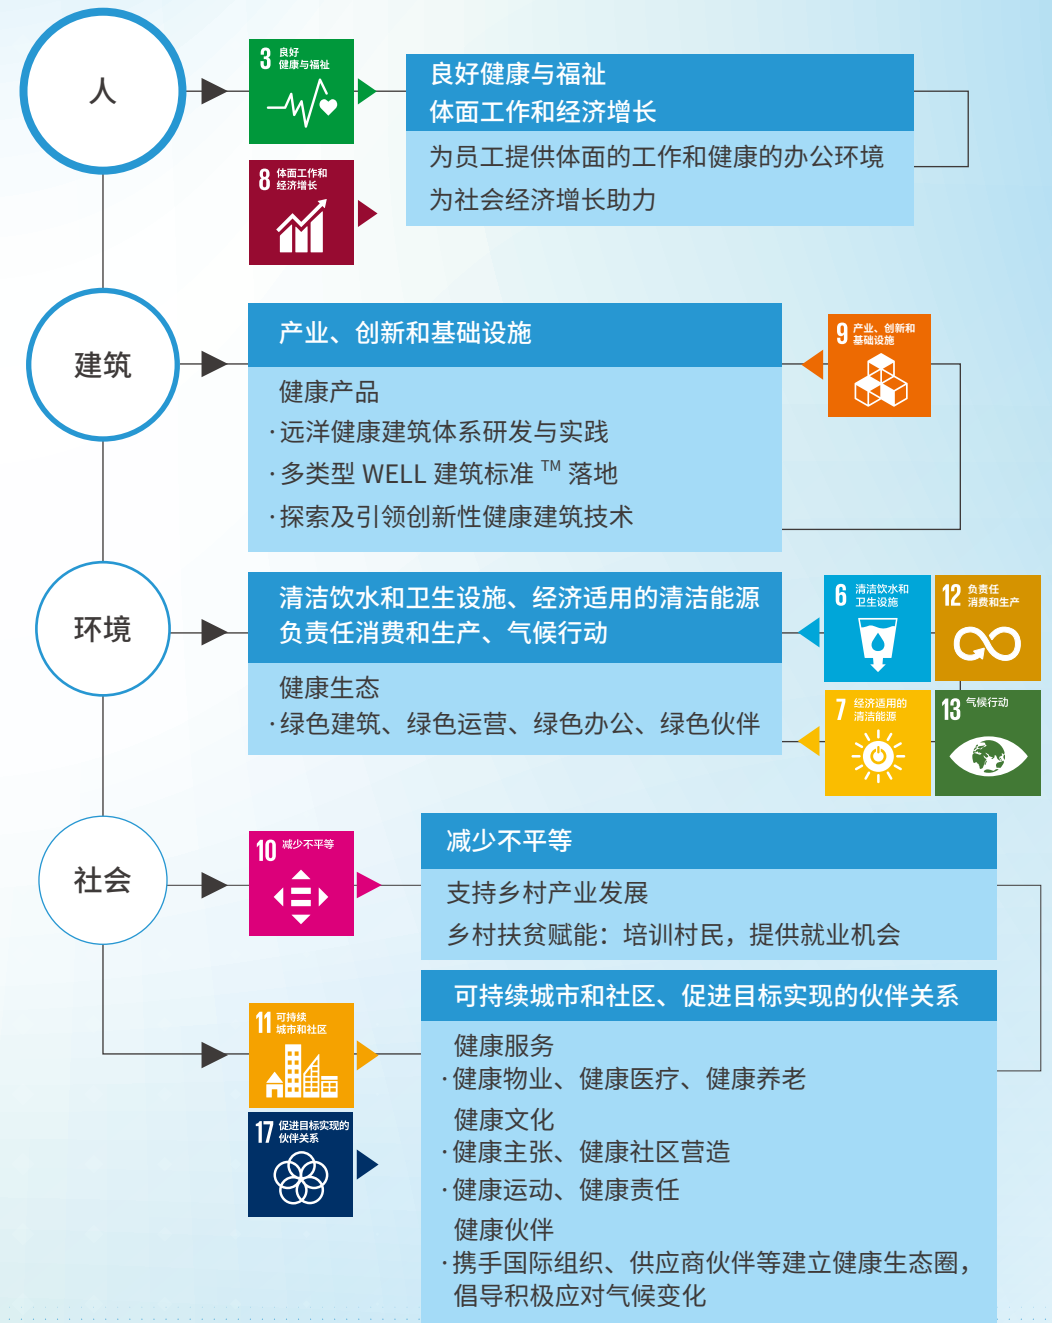 人
3 良好
健康与福祉
8 体面工作和
经济增长
良好健康与福祉
体面工作和经济增长
为员工提供体面的工作和健康的办公环境
为社会经济增长助力
建筑
产业、创新和基础设施
健康产品
·远洋健康建筑体系研发与实践
·多类型 WELL 建筑标准 TM 落地
·探索及引领创新性健康建筑技术
9 产业、创新和
基础设施
环境
清洁饮水和卫生设施、经济适用的清洁能源
负责任消费和生产、气候行动
健康生态
·绿色建筑、绿色运营、绿色办公、绿色伙伴
6 清洁饮水和
卫生设施
12 负责任
消费和生产
7 经济适用的
清洁能源
13 气候行动
社会
10 减少不平等
减少不平等
支持乡村产业发展
乡村扶贫赋能：培训村民，提供就业机会
11 可持续
城市和社区
17 促进目标实现的
伙伴关系
可持续城市和社区、促进目标实现的伙伴关系
健康服务
·健康物业、健康医疗、健康养老
健康文化
·健康主张、健康社区营造
·健康运动、健康责任
健康伙伴
·携手国际组织、供应商伙伴等建立健康生态圈，
倡导积极应对气候变化